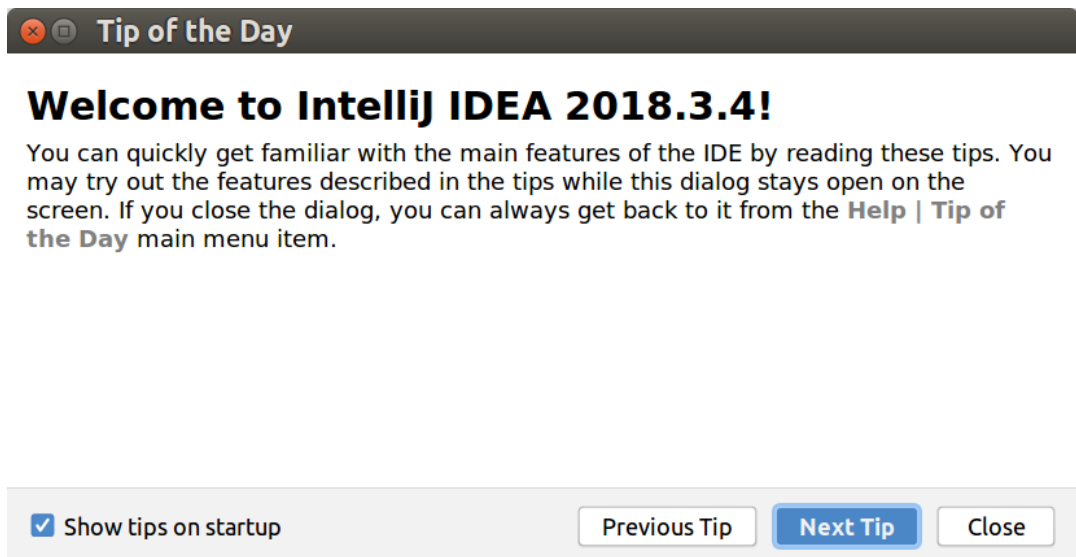 Tip of the Day
Welcome to IntelliJ IDEA 2018.3.4!
You can quickly get familiar with the main features of the IDE by reading these tips. You
may try out the features described in the tips while this dialog stays open on the
screen. If you close the dialog, you can always get back to it from the Help | Tip of
the Day main menu item.
Show tips on startup
Previous Tip
Next Tip
Close